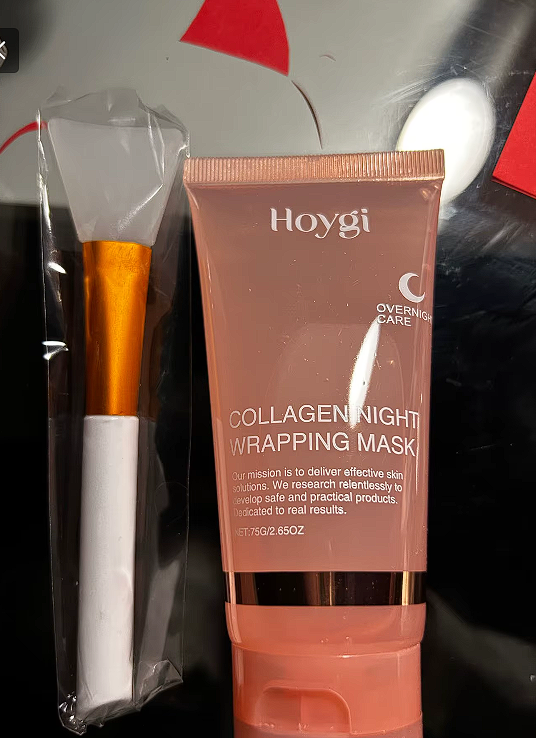 Hoygi
OVERNIGHT
CARE
COLLAGEN NIGHT
WRAPPING MASK
Our mission is to deliver effective skin
solutions. We research relentlessly to
develop safe and practical products.
Dedicated to real results.
NET:75G/2.65OZ